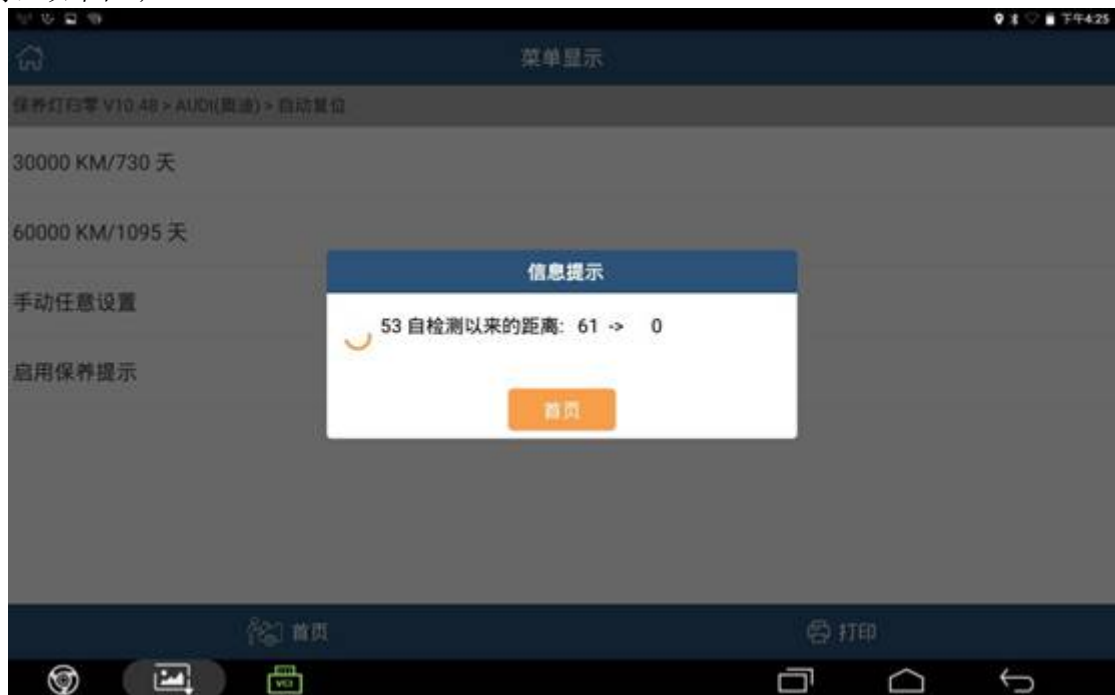 下午4:25
菜单显示
保养灯归零 V10.48 > AUDI(奥迪) > 自动复位
30000 KM/730 天
60000 KM/1095 天
手动任意设置
启用保养提示
信息提示
53 自检测以来的距离: 61 -> 0
首页
首页
打印
VCI